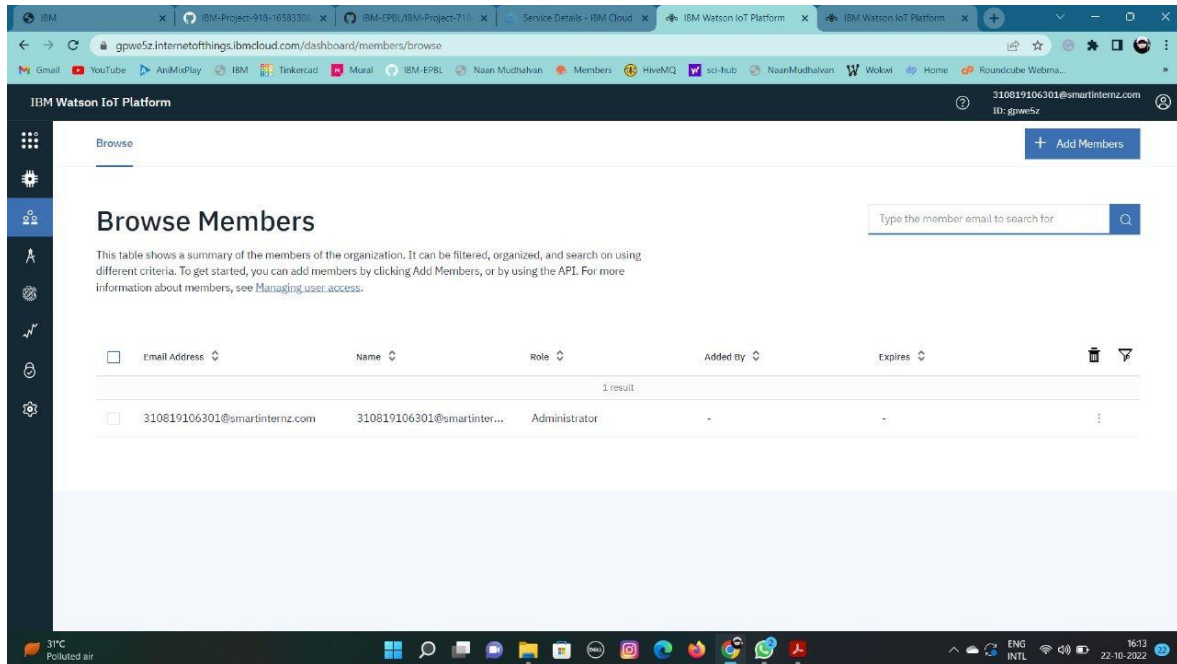 IBM
IBM-Project-918-16583306
IBM-EPBL/IBM-Project-718
Service Details - IBM Cloud
IBM Watson IoT Platform
IBM Watson IoT Platform
gpwe5z.internetofthings.ibmcloud.com/dashboard/members/browse
Gmail YouTube AniMixPlay IBM Tinkercad Mural IBM-EPBL Naan Mudhalvan Members HiveMQ sci-hub NaanMudhalvan Wokwi Home Roundcube Webma...
IBM Watson IoT Platform
310819106301@smartinternz.com
ID: gpwe5z
Browse
+ Add Members
Browse Members
Type the member email to search for
This table shows a summary of the members of the organization. It can be filtered, organized, and search on using
different criteria. To get started, you can add members by clicking Add Members, or by using the API. For more
information about members, see Managing user access.
Email Address Name Role Added By Expires
1 result
310819106301@smartinternz.com 310819106301@smartinter... Administrator - -
31°C
Polluted air
DELL
ENG
INTL
16:13
22-10-2022
22